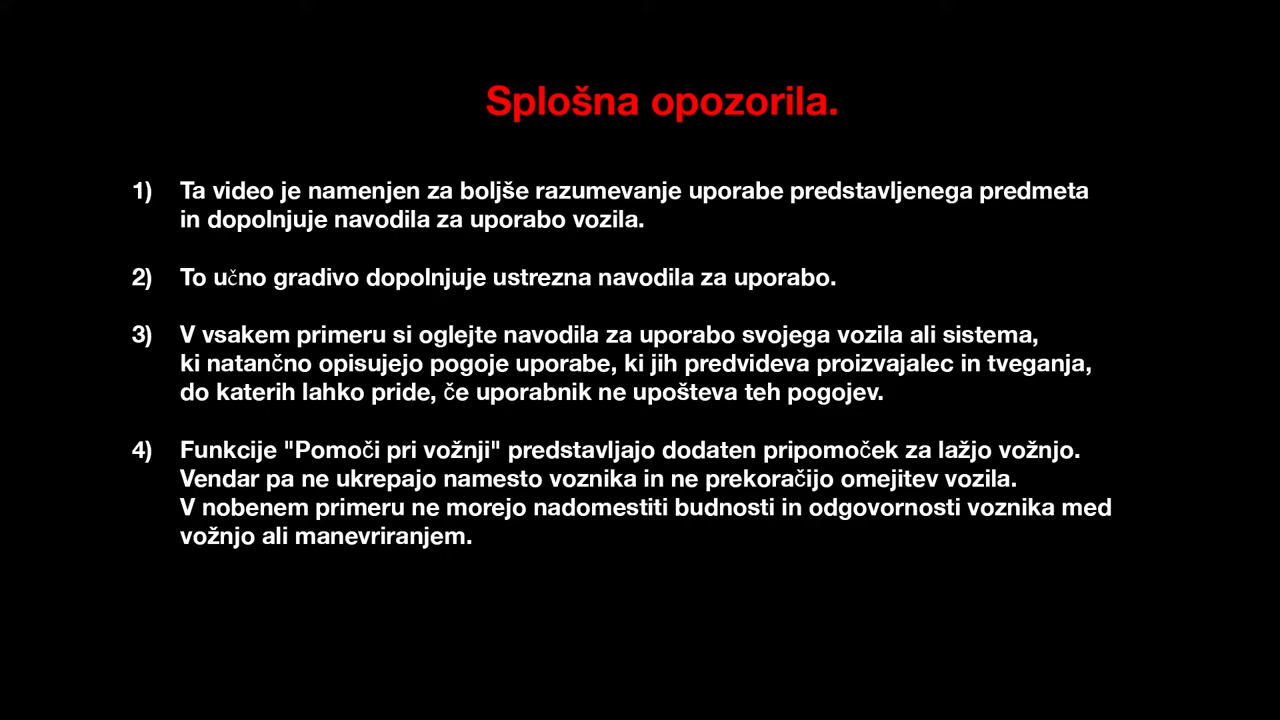 Splošna opozorila.
1) Ta video je namenjen za boljše razumevanje uporabe predstavljenega predmeta
in dopolnjuje navodila za uporabo vozila.
2) To učno gradivo dopolnjuje ustrezna navodila za uporabo.
3) V vsakem primeru si oglejte navodila za uporabo svojega vozila ali sistema,
ki natančno opisujejo pogoje uporabe, ki jih predvideva proizvajalec in tveganja,
do katerih lahko pride, če uporabnik ne upošteva teh pogojev.
4) Funkcije "Pomoči pri vožnji" predstavljajo dodaten pripomoček za lažjo vožnjo.
Vendar pa ne ukrepajo namesto voznika in ne prekoračijo omejitev vozila.
V nobenem primeru ne morejo nadomestiti budnosti in odgovornosti voznika med
vožnjo ali manevriranjem.